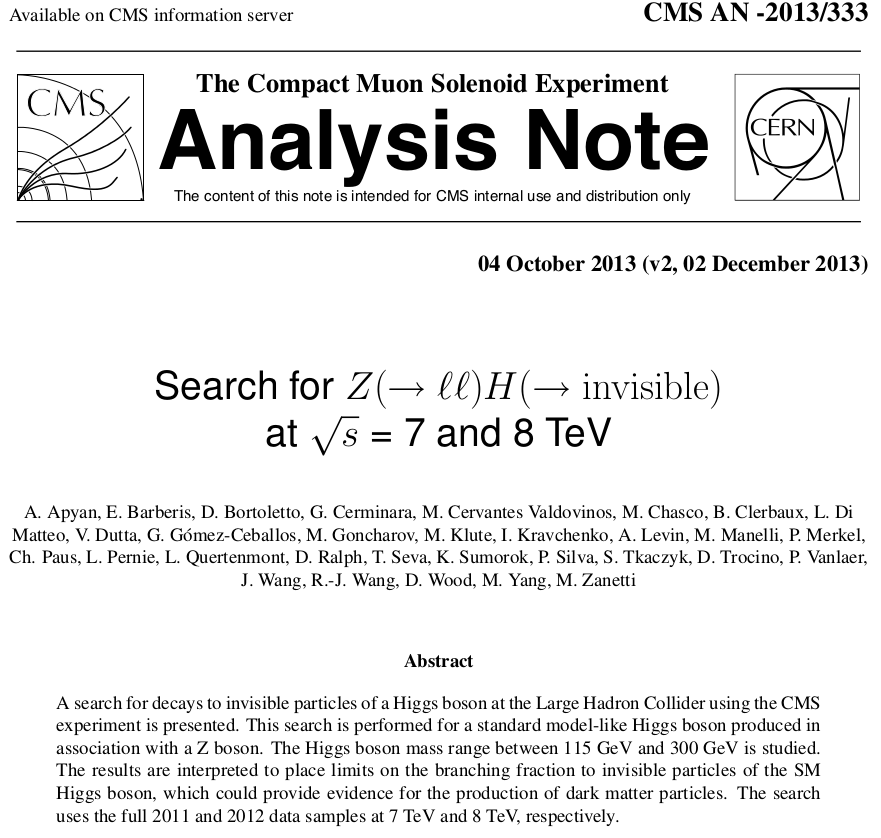 Available on CMS information server
CMS AN -2013/333
CMS
The Compact Muon Solenoid Experiment
Analysis Note
The content of this note is intended for CMS internal use and distribution only
CERN
04 October 2013 (v2, 02 December 2013)
Search for Z(→ ℓℓ)H(→ invisible)
at √s = 7 and 8 TeV
A. Apyan, E. Barberis, D. Bortoletto, G. Cerminara, M. Cervantes Valdovinos, M. Chasco, B. Clerbaux, L. Di
Matteo, V. Dutta, G. Gómez-Ceballos, M. Goncharov, M. Klute, I. Kravchenko, A. Levin, M. Manelli, P. Merkel,
Ch. Paus, L. Pernie, L. Quertenmont, D. Ralph, T. Seva, K. Sumorok, P. Silva, S. Tkaczyk, D. Trocino, P. Vanlaer,
J. Wang, R.-J. Wang, D. Wood, M. Yang, M. Zanetti
Abstract
A search for decays to invisible particles of a Higgs boson at the Large Hadron Collider using the CMS
experiment is presented. This search is performed for a standard model-like Higgs boson produced in
association with a Z boson. The Higgs boson mass range between 115 GeV and 300 GeV is studied.
The results are interpreted to place limits on the branching fraction to invisible particles of the SM
Higgs boson, which could provide evidence for the production of dark matter particles. The search
uses the full 2011 and 2012 data samples at 7 TeV and 8 TeV, respectively.